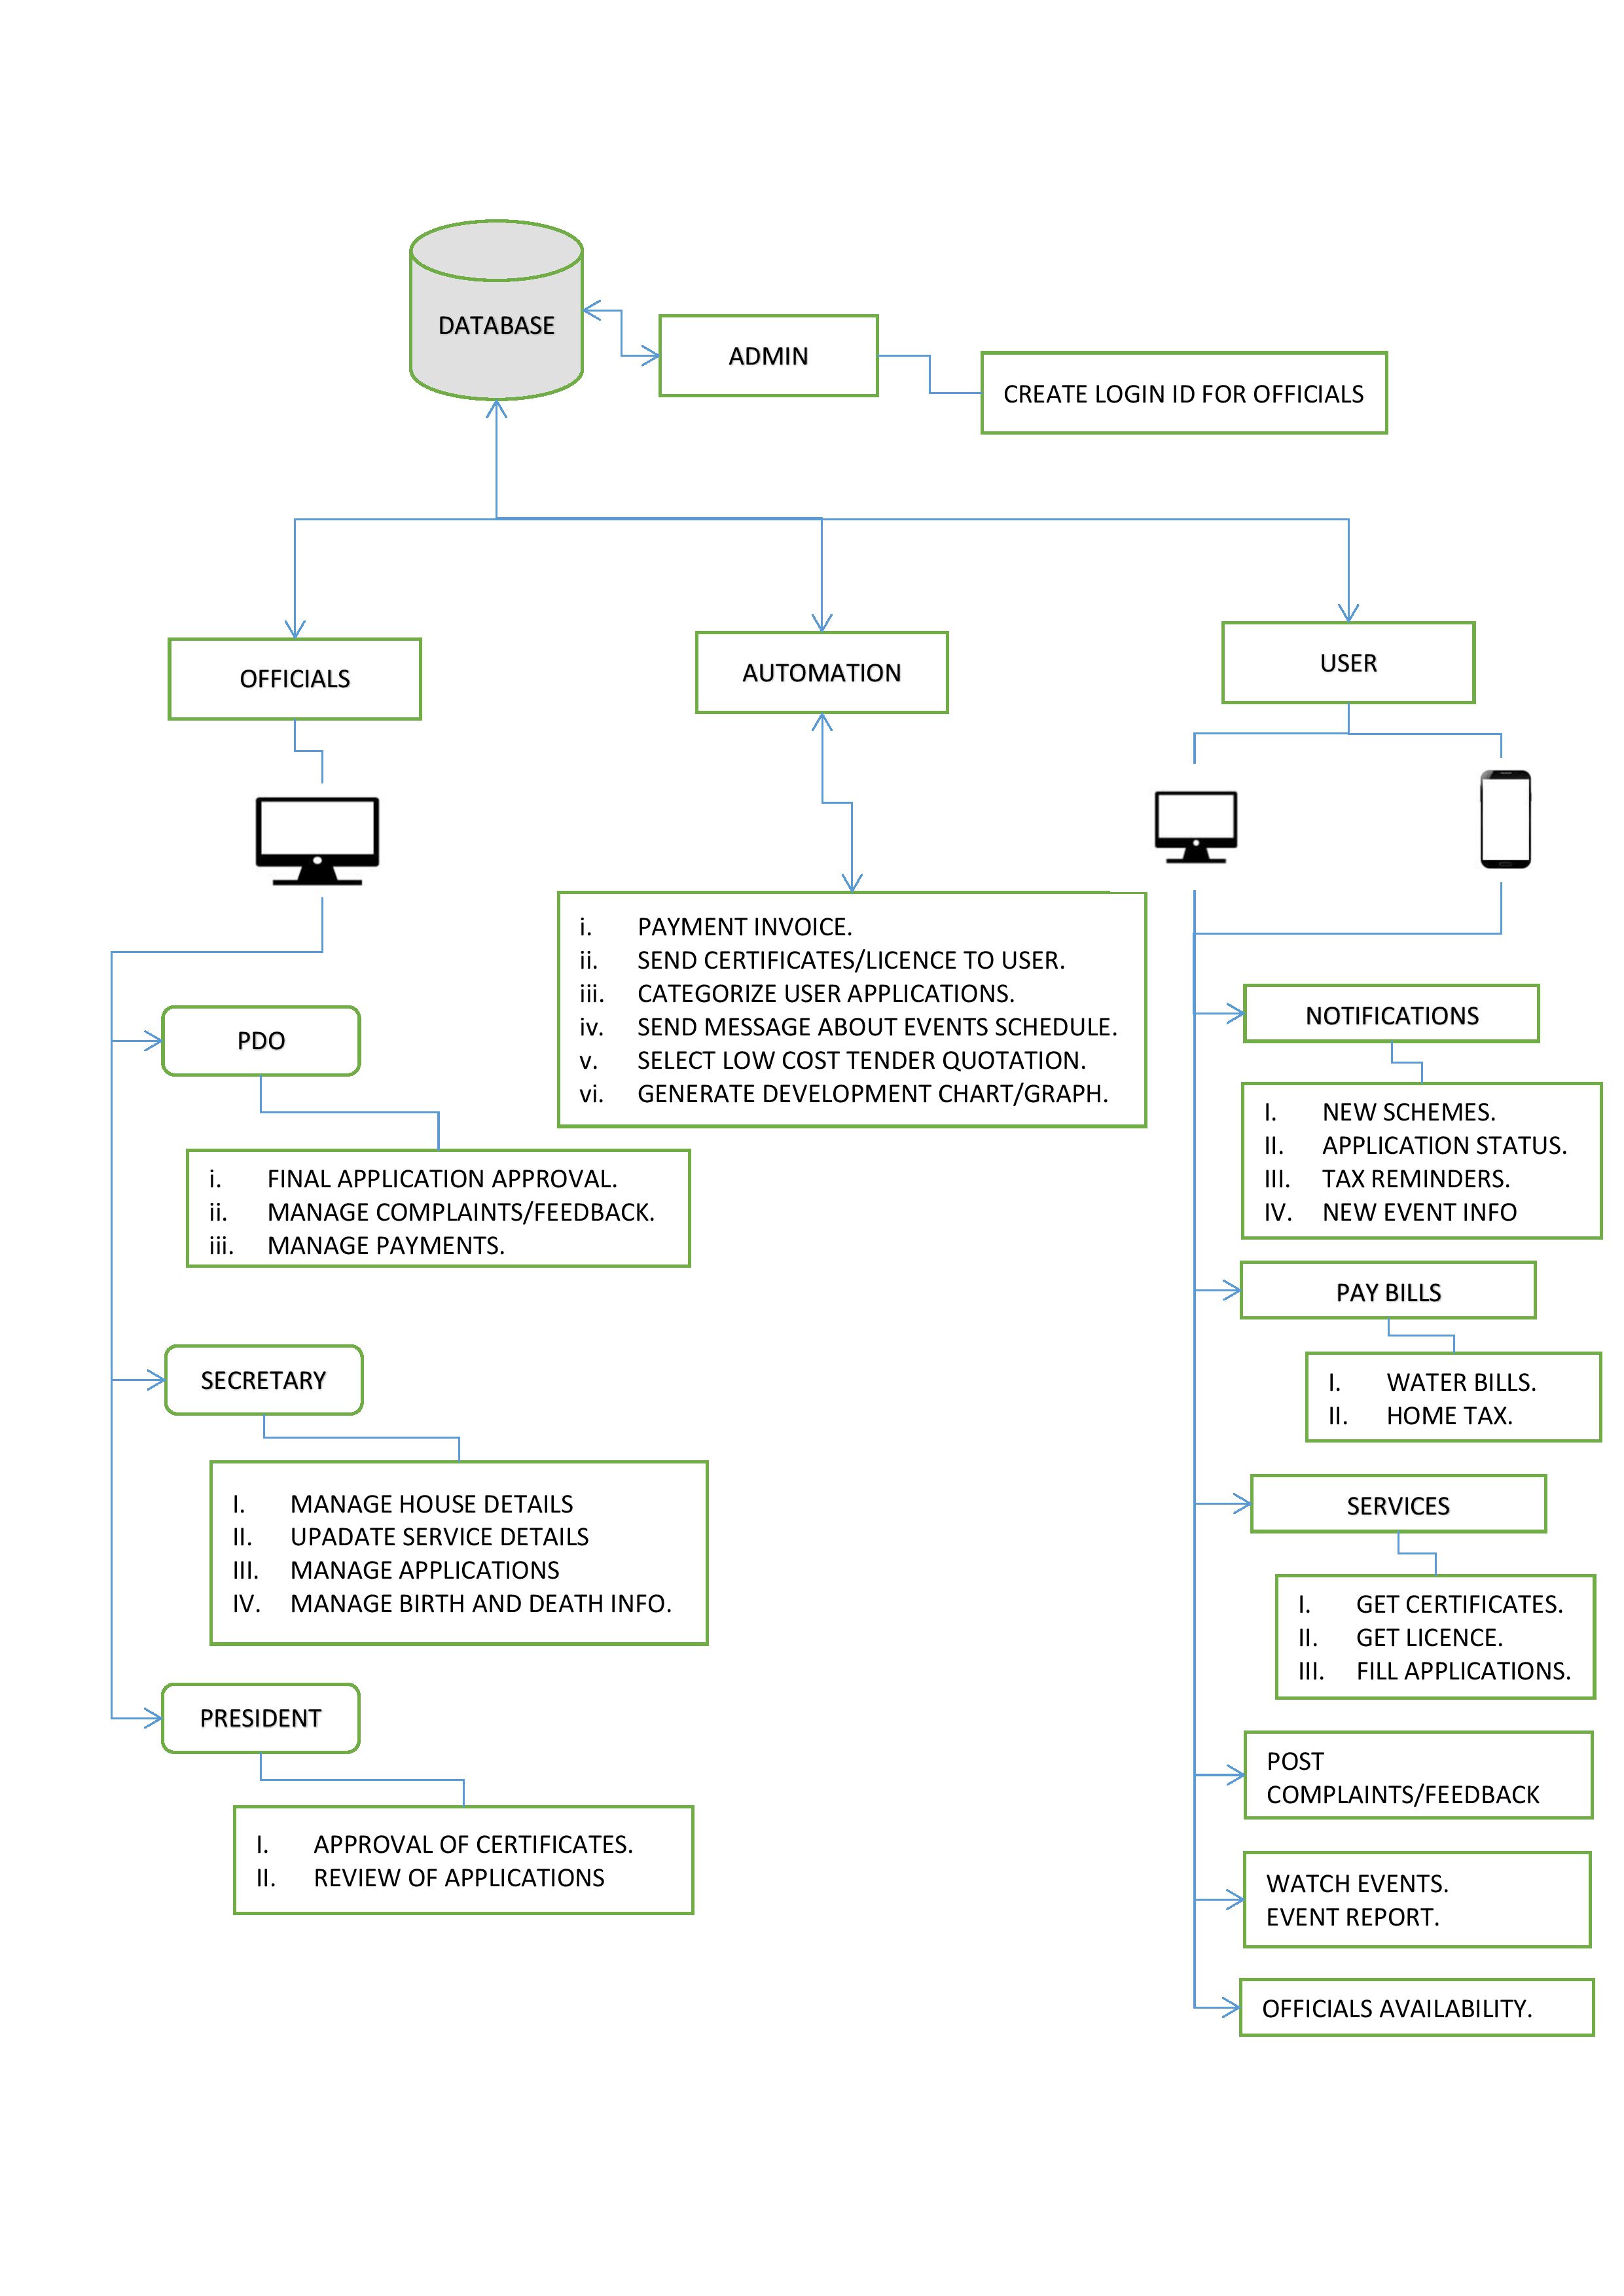 DATABASE
ADMIN
CREATE LOGIN ID FOR OFFICIALS
OFFICIALS
AUTOMATION
USER
i. PAYMENT INVOICE.
ii. SEND CERTIFICATES/LICENCE TO USER.
iii. CATEGORIZE USER APPLICATIONS.
iv. SEND MESSAGE ABOUT EVENTS SCHEDULE.
v. SELECT LOW COST TENDER QUOTATION.
vi. GENERATE DEVELOPMENT CHART/GRAPH.
PDO
i. FINAL APPLICATION APPROVAL.
ii. MANAGE COMPLAINTS/FEEDBACK.
iii. MANAGE PAYMENTS.
SECRETARY
I. MANAGE HOUSE DETAILS
II. UPADATE SERVICE DETAILS
III. MANAGE APPLICATIONS
IV. MANAGE BIRTH AND DEATH INFO.
PRESIDENT
I. APPROVAL OF CERTIFICATES.
II. REVIEW OF APPLICATIONS
NOTIFICATIONS
I. NEW SCHEMES.
II. APPLICATION STATUS.
III. TAX REMINDERS.
IV. NEW EVENT INFO
PAY BILLS
I. WATER BILLS.
II. HOME TAX.
SERVICES
I. GET CERTIFICATES.
II. GET LICENCE.
III. FILL APPLICATIONS.
POST
COMPLAINTS/FEEDBACK
WATCH EVENTS.
EVENT REPORT.
OFFICIALS AVAILABILITY.